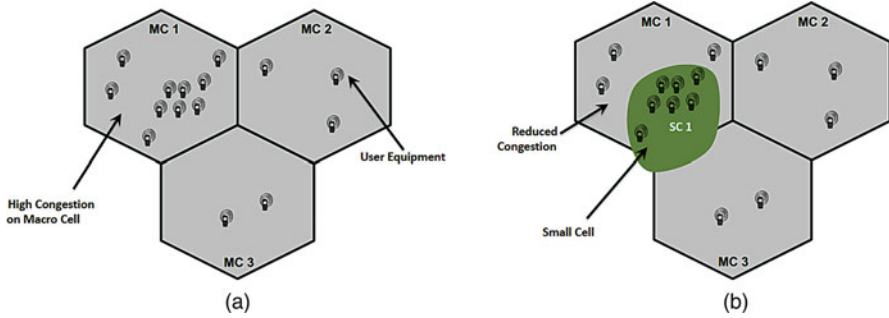 MC 1
MC 2
User Equipment
High Congestion
on Macro Cell
MC 3
(a)
MC 1
MC 2
SC 1
Reduced
Congestion
Small Cell
MC 3
(b)